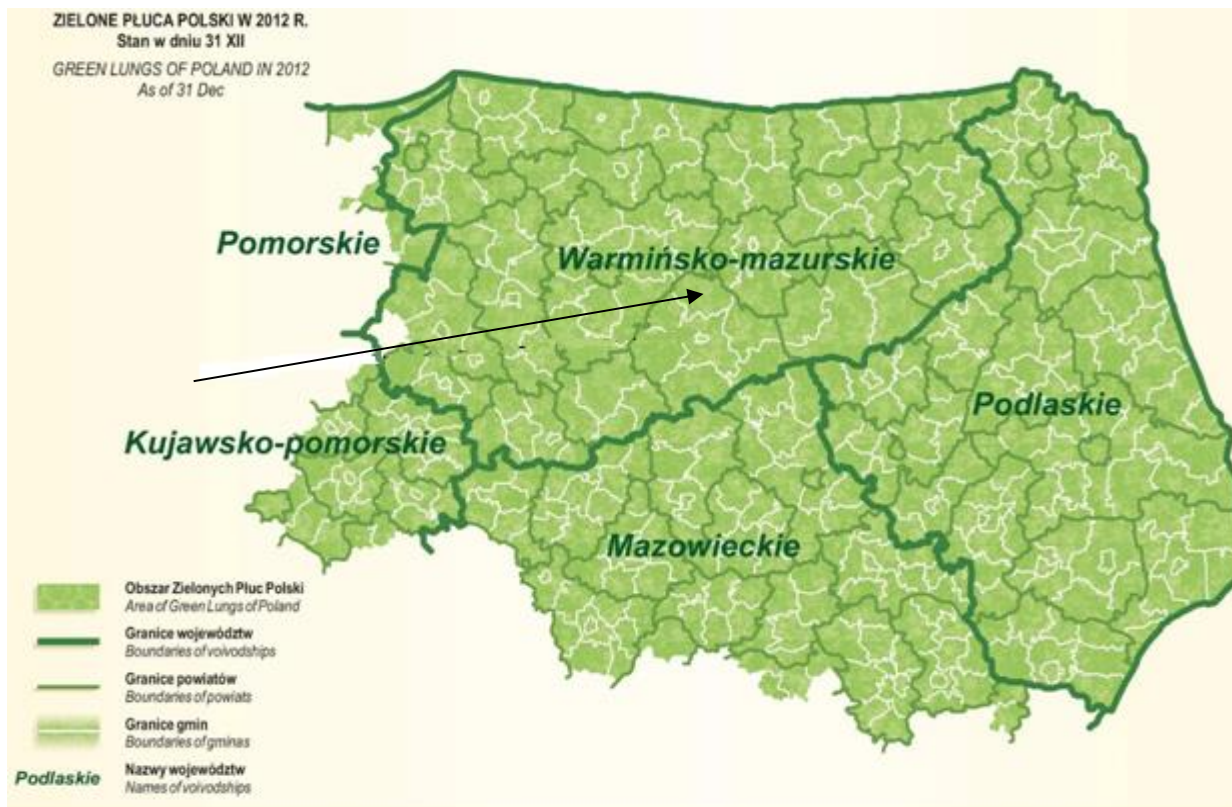 ZIELONE PŁUCA POLSKI W 2012 R.
Stan w dniu 31 XII
GREEN LUNGS OF POLAND IN 2012
As of 31 Dec
Pomorskie
Warmińsko-mazurskie
Podlaskie
Kujawsko-pomorskie
Mazowieckie
Obszar Zielonych Płuc Polski
Area of Green Lungs of Poland
Granice województw
Boundaries of voivodships
Granice powiatów
Boundaries of powiats
Granice gmin
Boundaries of gminas
Podlaskie
Nazwy województw
Names of voivodships